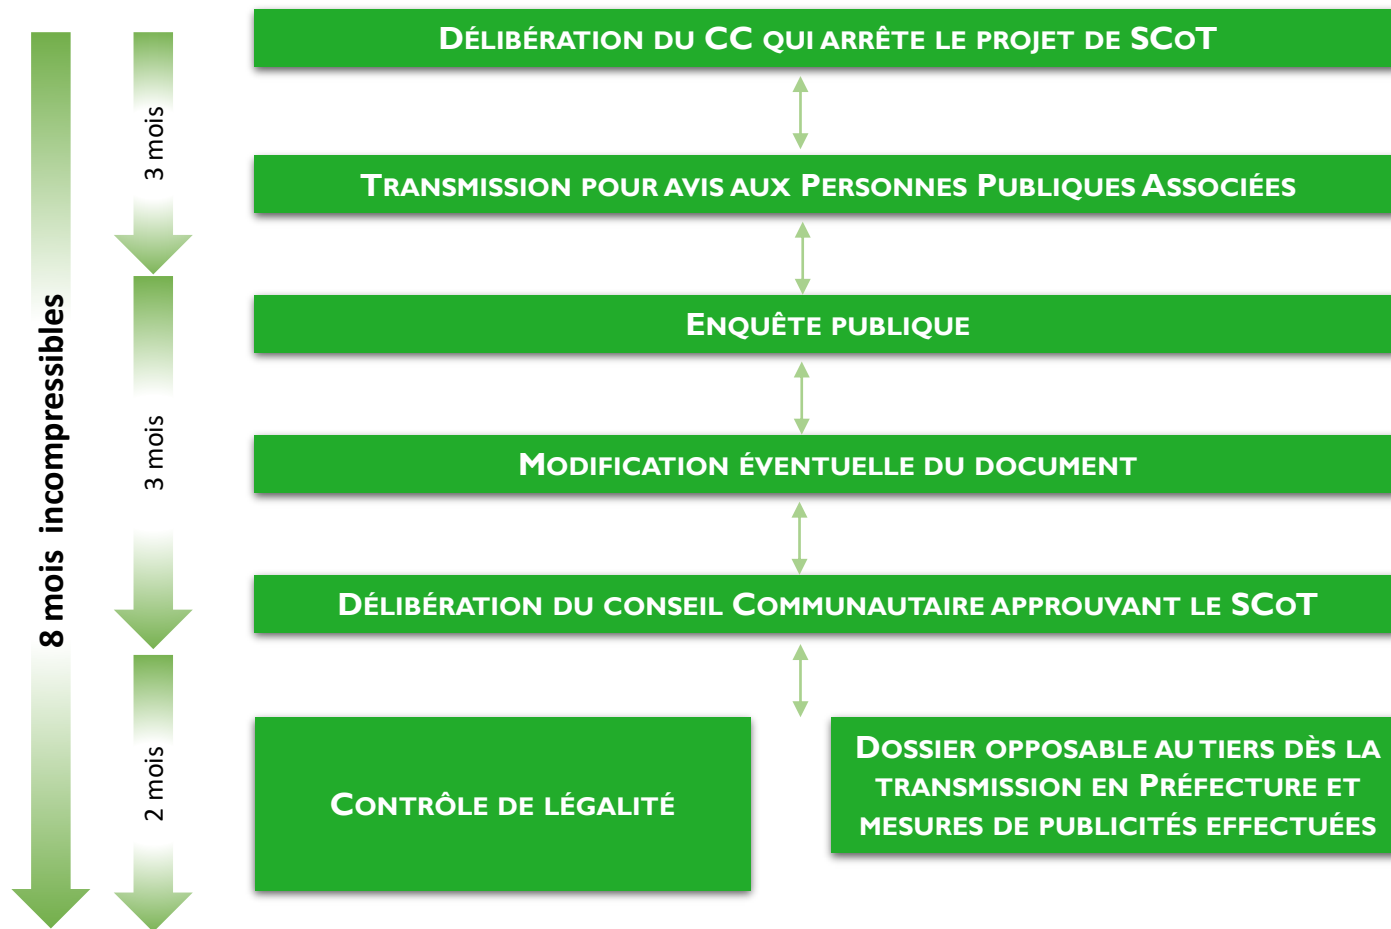 8 mois incompressibles
3 mois
3 mois
2 mois
DÉLIBÉRATION DU CC QUI ARRÊTE LE PROJET DE SCOT
TRANSMISSION POUR AVIS AUX PERSONNES PUBLIQUES ASSOCIÉES
ENQUÊTE PUBLIQUE
MODIFICATION ÉVENTUELLE DU DOCUMENT
DÉLIBÉRATION DU CONSEIL COMMUNAUTAIRE APPROUVANT LE SCOT
CONTRÔLE DE LÉGALITÉ
DOSSIER OPPOSABLE AU TIERS DÈS LA
TRANSMISSION EN PRÉFECTURE ET
MESURES DE PUBLICITÉS EFFECTUÉES